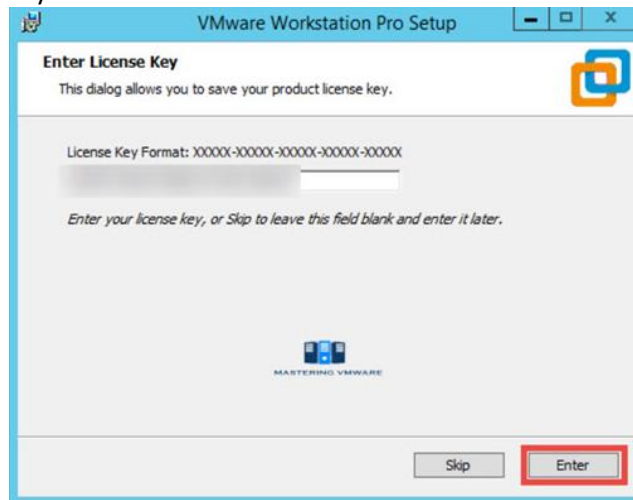 VMware Workstation Pro Setup
Enter License Key
This dialog allows you to save your product license key.
License Key Format: XXXXX-XXXXX-XXXXX-XXXXX-XXXXX
Enter your license key, or Skip to leave this field blank and enter it later.
MASTERING VMWARE
Skip
Enter